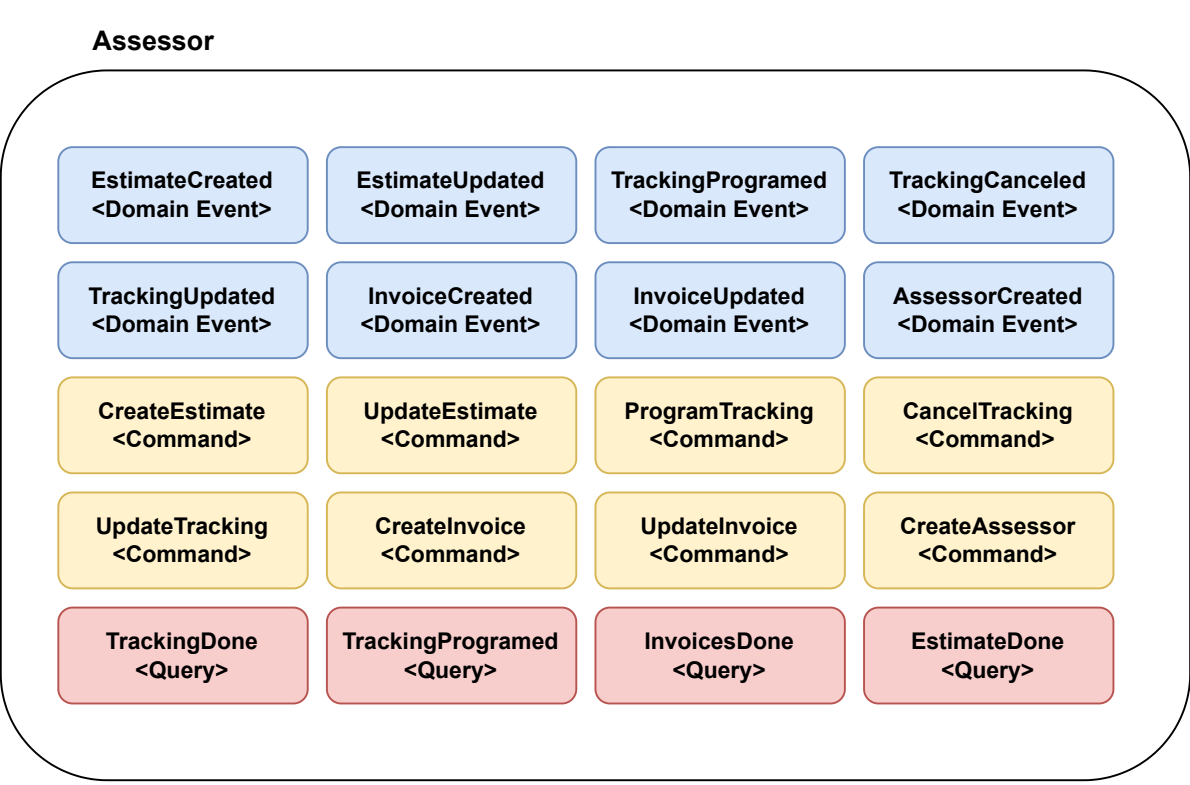 Assessor
EstimateCreated
<Domain Event>
EstimateUpdated
<Domain Event>
TrackingProgramed
<Domain Event>
TrackingCanceled
<Domain Event>
TrackingUpdated
<Domain Event>
InvoiceCreated
<Domain Event>
InvoiceUpdated
<Domain Event>
AssessorCreated
<Domain Event>
CreateEstimate
<Command>
UpdateEstimate
<Command>
ProgramTracking
<Command>
CancelTracking
<Command>
UpdateTracking
<Command>
CreateInvoice
<Command>
UpdateInvoice
<Command>
CreateAssessor
<Command>
TrackingDone
<Query>
TrackingProgramed
<Query>
InvoicesDone
<Query>
EstimateDone
<Query>